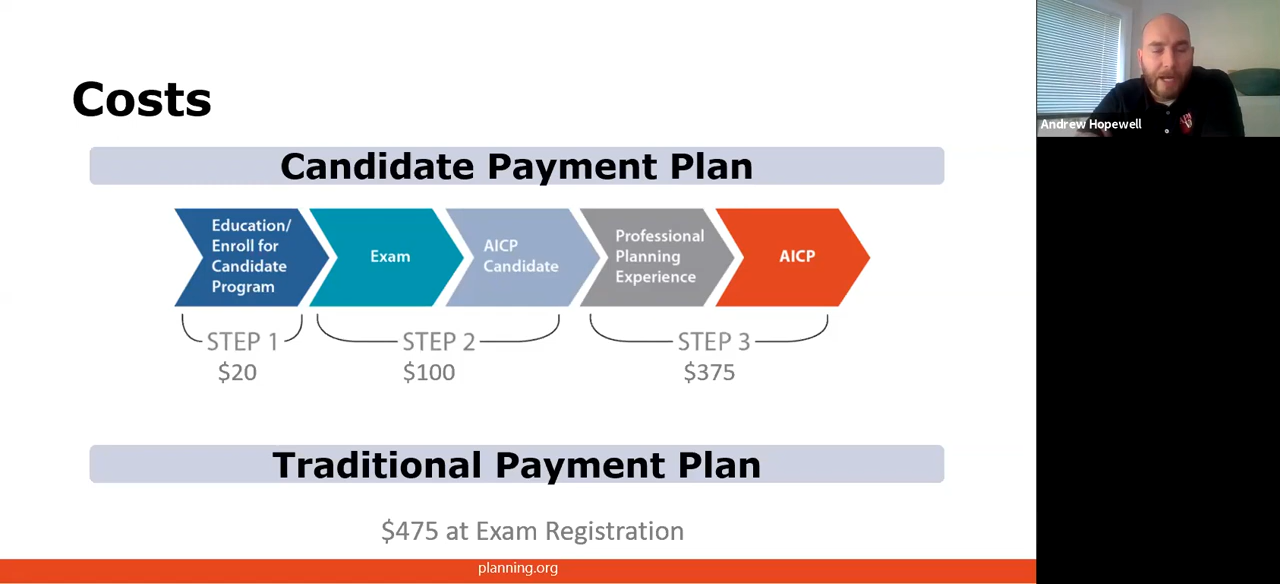 Costs
Candidate Payment Plan
Education/
Enroll for
Candidate
Program
Exam
AICP
Candidate
Professional
Planning
Experience
AICP
STEP 1
$20
STEP 2
$100
STEP 3
$375
Traditional Payment Plan
$475 at Exam Registration
planning.org
Andrew Hopewell